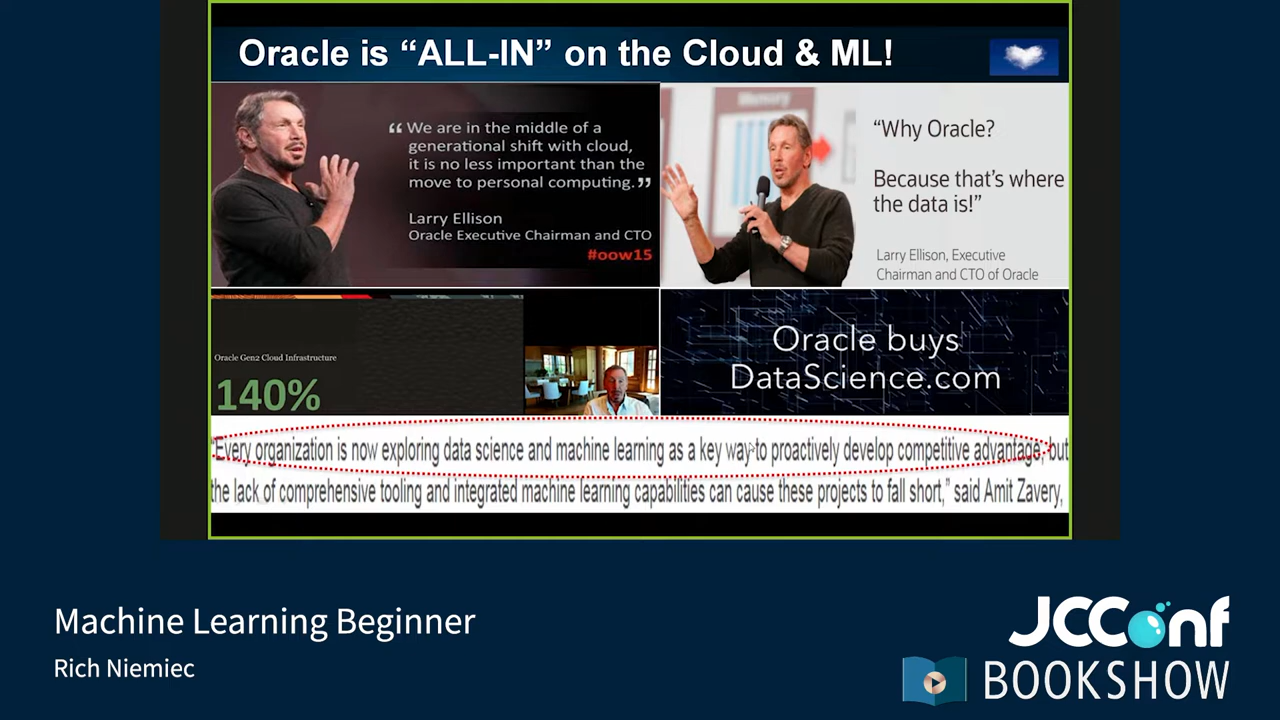 Oracle is “ALL-IN” on the Cloud & ML!
“ We are in the middle of a
generational shift with cloud,
it is no less important than the
move to personal computing.”
Larry Ellison
Oracle Executive Chairman and CTO
#oow15
Memory
“Why Oracle?
Because that’s where
the data is!”
Larry Ellison, Executive
Chairman and CTO of Oracle
Oracle Gen2 Cloud Infrastructure
140%
Oracle buys
DataScience.com
“Every organization is now exploring data science and machine learning as a key way to proactively develop competitive advantage, but
the lack of comprehensive tooling and integrated machine learning capabilities can cause these projects to fall short,” said Amit Zavery,
Machine Learning Beginner
Rich Niemiec
JCConf
BOOKSHOW